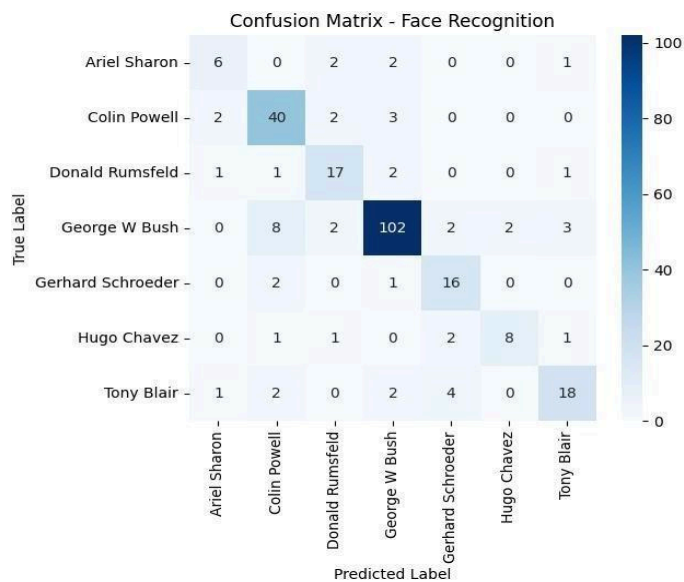 Confusion Matrix - Face Recognition
Ariel Sharon 6 0 2 2 0 0 1
Colin Powell 2 40 2 3 0 0 0
Donald Rumsfeld 1 1 17 2 0 0 1
George W Bush 0 8 2 102 2 2 3
Gerhard Schroeder 0 2 0 1 16 0 0
Hugo Chavez 0 1 1 0 2 8 1
Tony Blair 1 2 0 2 4 0 18
True Label
Ariel Sharon
Colin Powell
Donald Rumsfeld
George W Bush
Gerhard Schroeder
Hugo Chavez
Tony Blair
Predicted Label
100
80
60
40
20
0